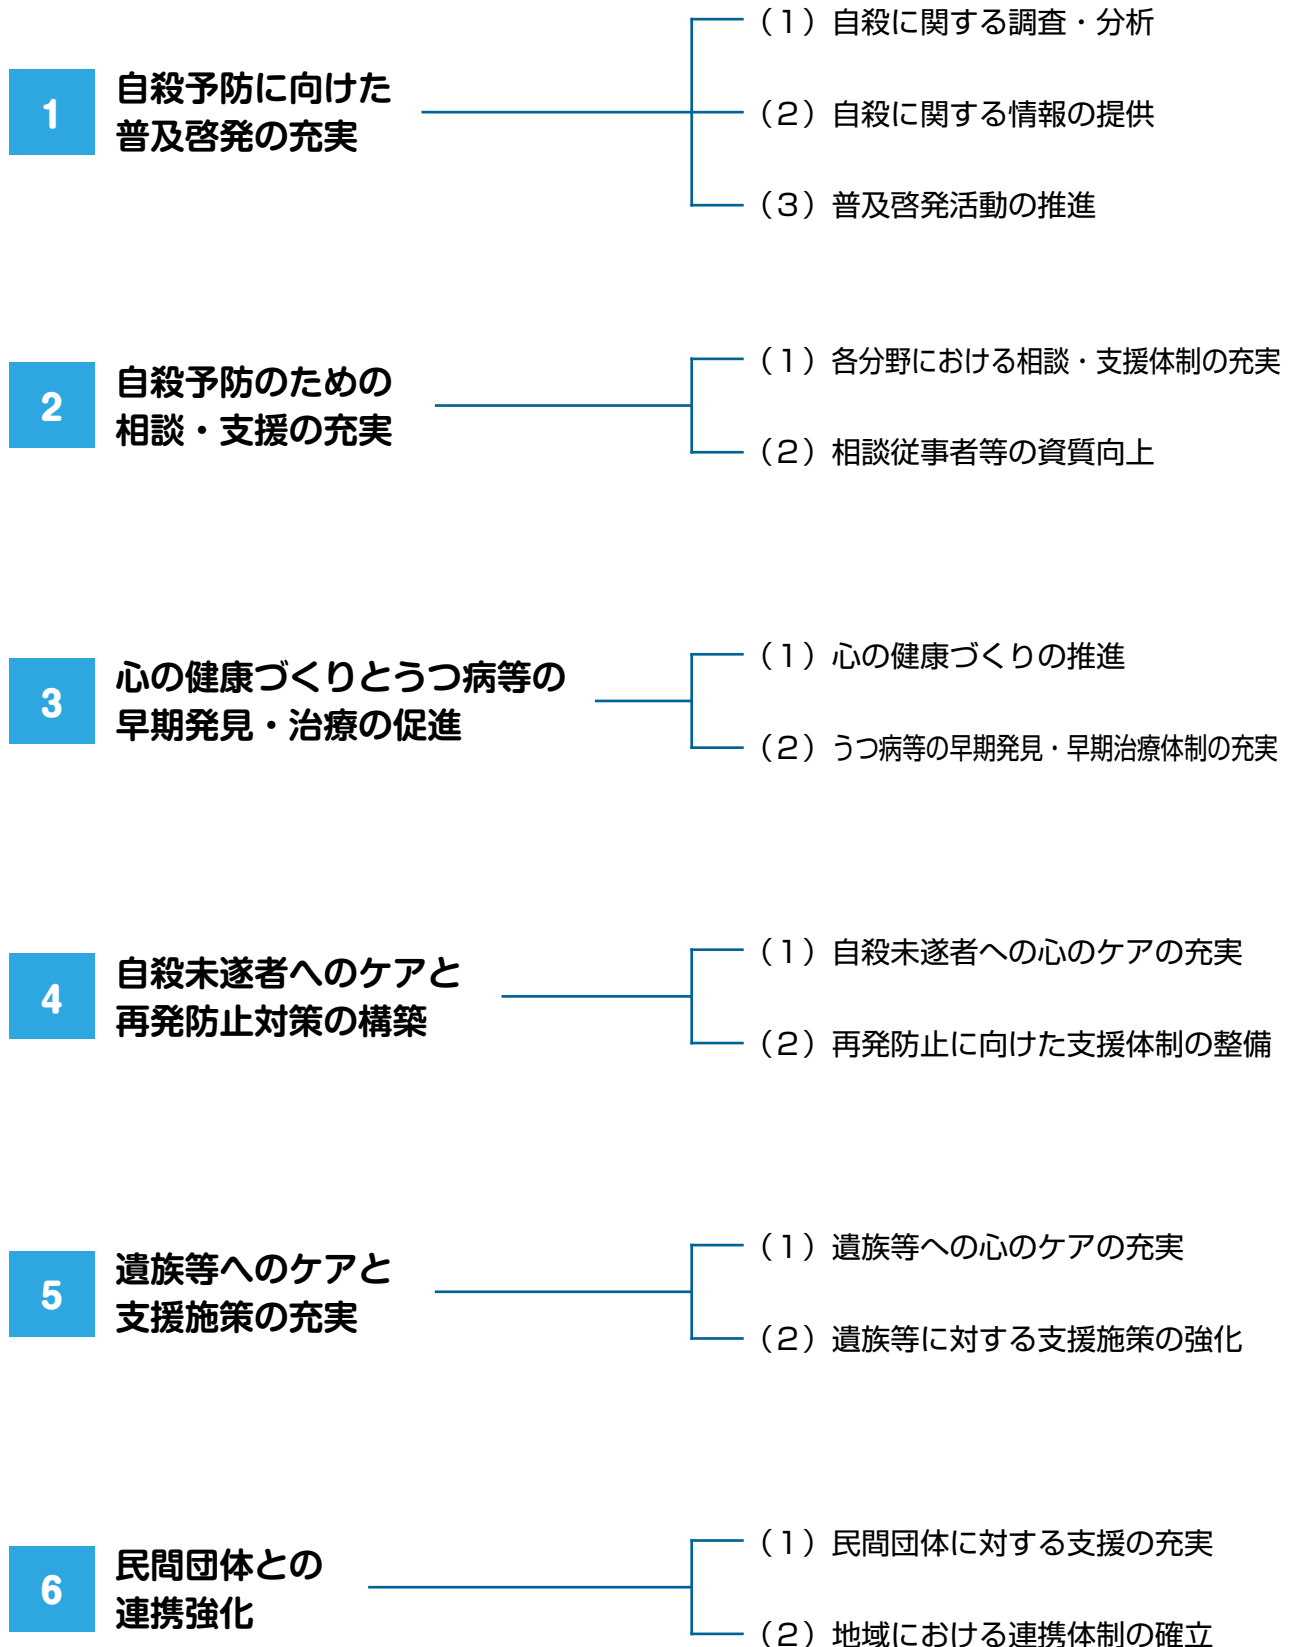 1
自殺予防に向けた
普及啓発の充実
（1）自殺に関する調査・分析
（2）自殺に関する情報の提供
（3）普及啓発活動の推進
2
自殺予防のための
相談・支援の充実
（1）各分野における相談・支援体制の充実
（2）相談従事者等の資質向上
3
心の健康づくりとうつ病等の
早期発見・治療の促進
（1）心の健康づくりの推進
（2）うつ病等の早期発見・早期治療体制の充実
4
自殺未遂者へのケアと
再発防止対策の構築
（1）自殺未遂者への心のケアの充実
（2）再発防止に向けた支援体制の整備
5
遺族等へのケアと
支援施策の充実
（1）遺族等への心のケアの充実
（2）遺族等に対する支援施策の強化
6
民間団体との
連携強化
（1）民間団体に対する支援の充実
（2）地域における連携体制の確立